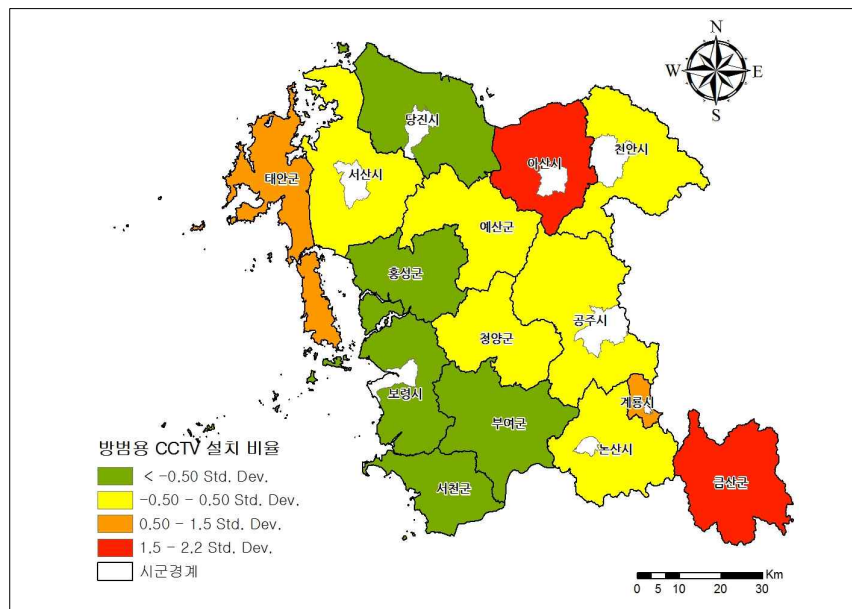 N
W E
S
당진시
아산시
천안시
태안군
서산시
예산군
홍성군
청양군
공주시
보령시
계룡시
부여군
논산시
서천군
금산군
방범용 CCTV 설치 비율
< -0.50 Std. Dev.
-0.50 - 0.50 Std. Dev.
0.50 - 1.5 Std. Dev.
1.5 - 2.2 Std. Dev.
시군경계
Km
0 5 10 20 30